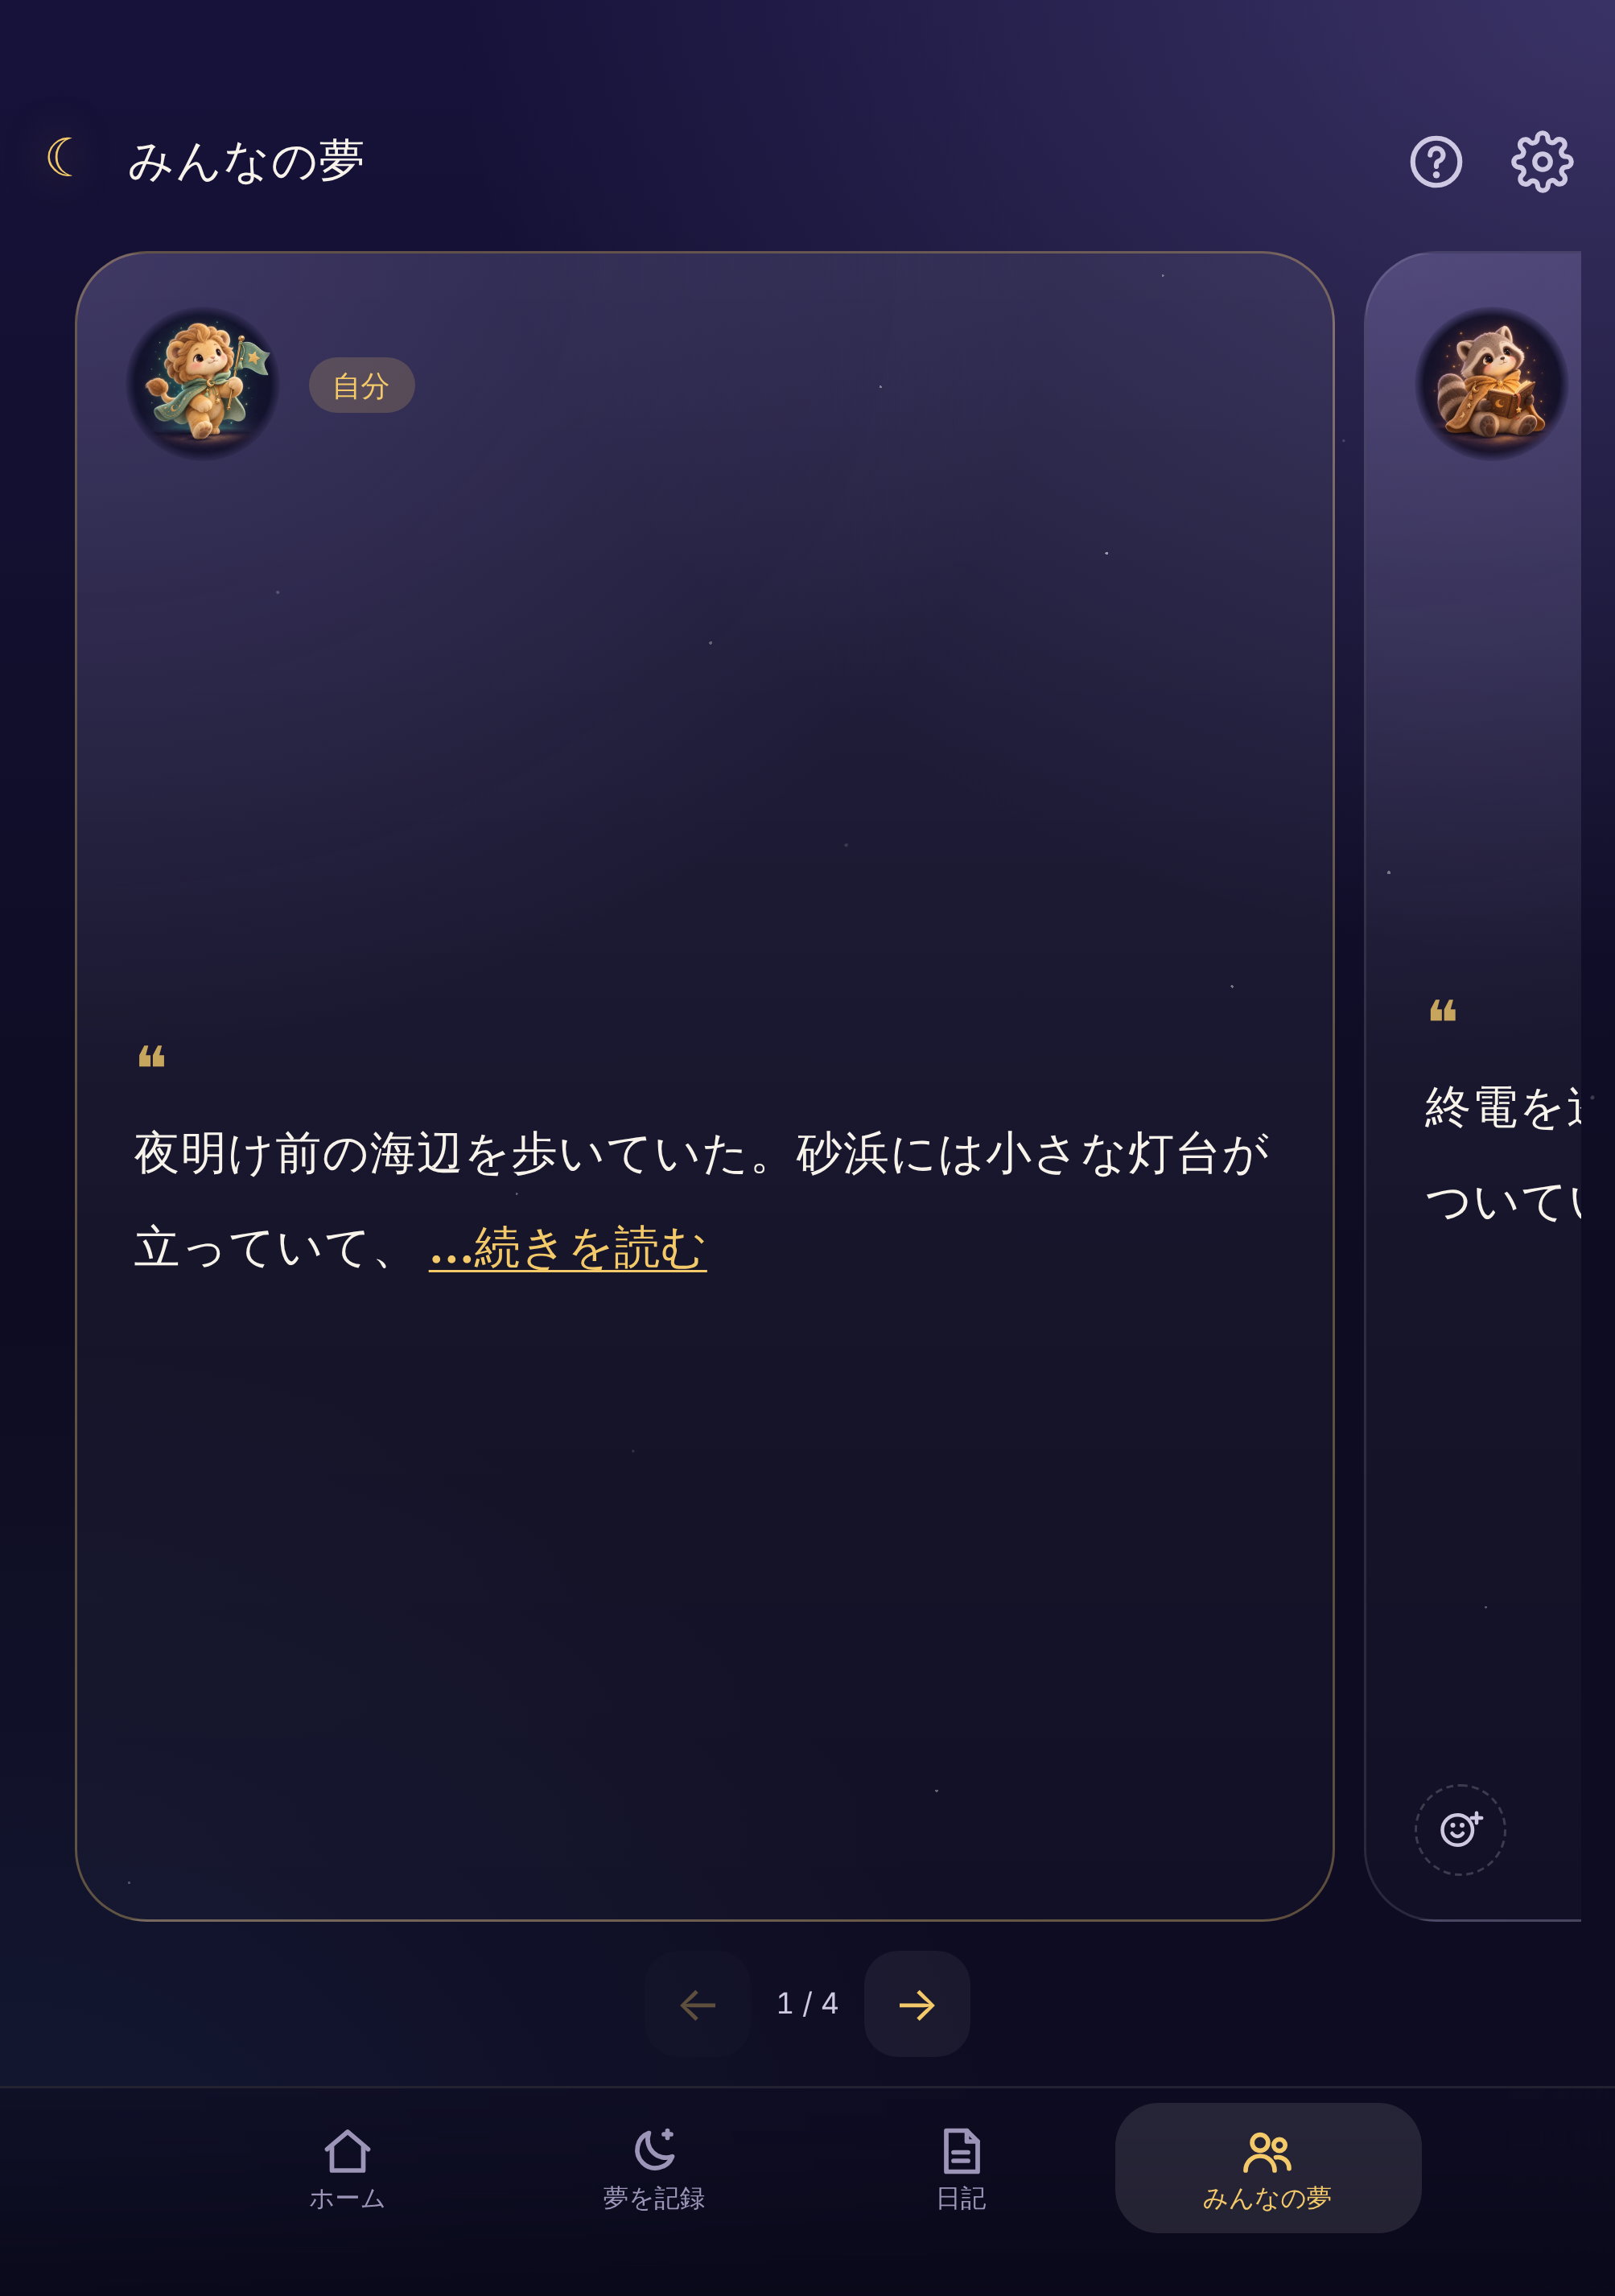 みんなの夢
自分
❝
夜明け前の海辺を歩いていた。砂浜には小さな灯台が
立っていて、 …続きを読む
❝
終電を
ついてい
1 / 4
ホーム
夢を記録
日記
みんなの夢